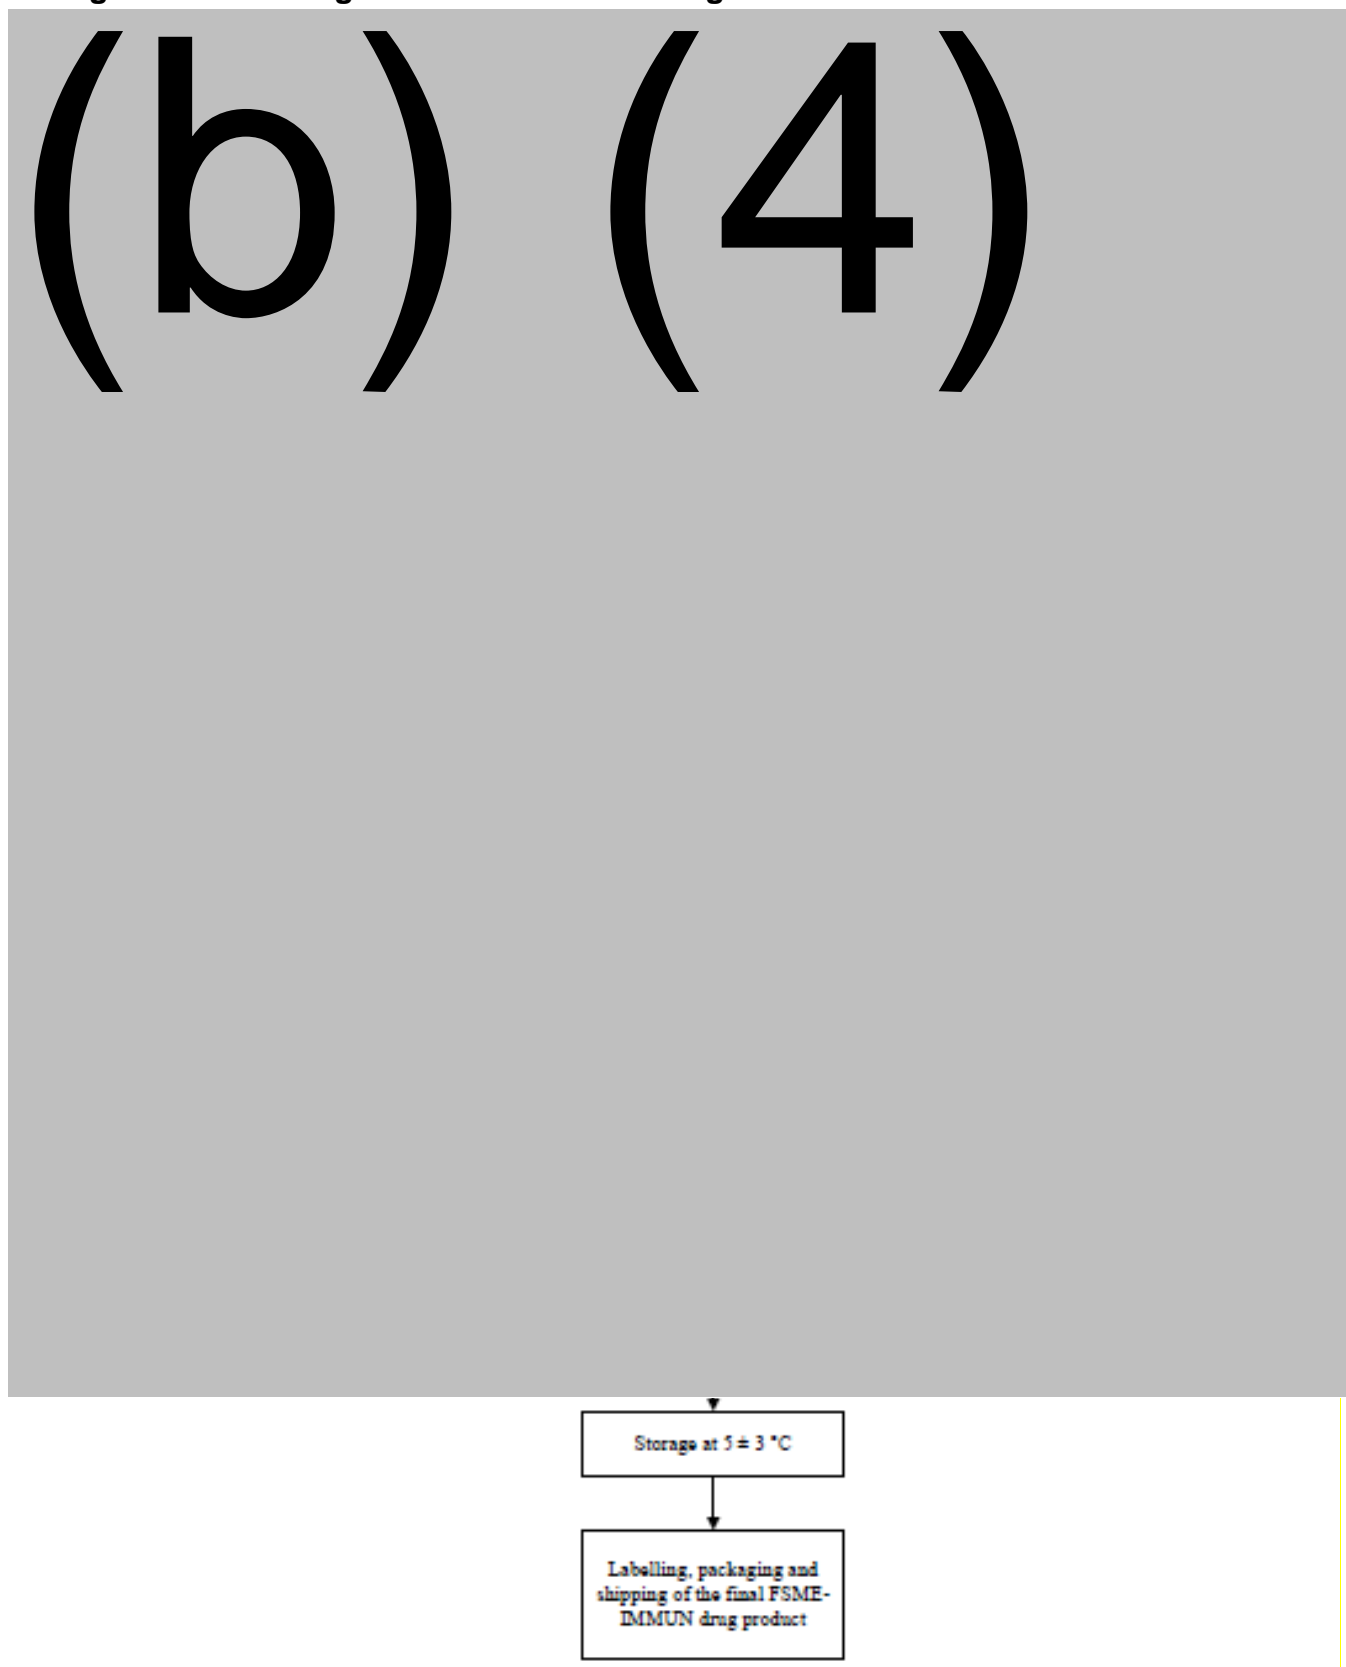 (b) (4)
Storage at 5 ± 3 °C
Labelling, packaging and
shipping of the final FSME-
IMMUN drug product